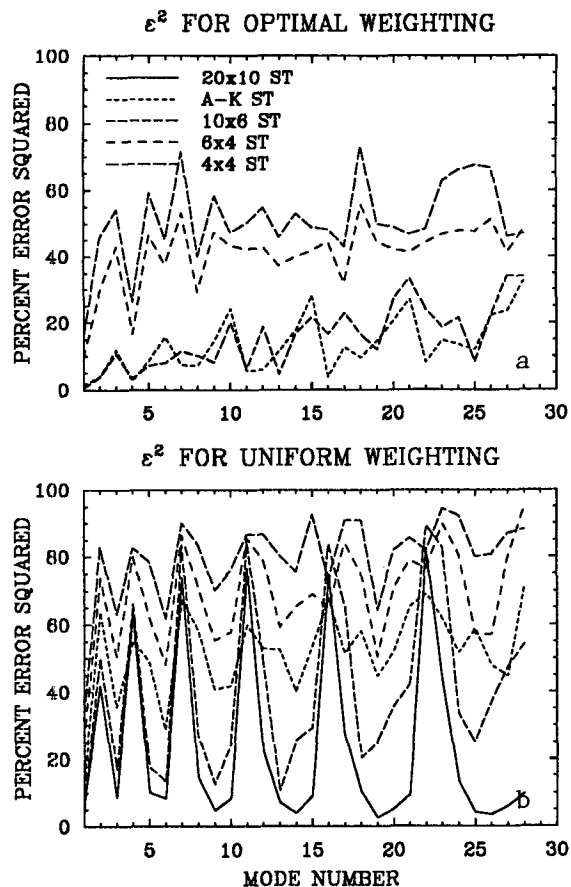 ε² FOR OPTIMAL WEIGHTING
PERCENT ERROR SQUARED
100
80
60
40
20
0
20x10 ST
A-K ST
10x6 ST
6x4 ST
4x4 ST
a
5
10
15
20
25
30
ε² FOR UNIFORM WEIGHTING
PERCENT ERROR SQUARED
100
80
60
40
20
0
b
5
10
15
20
25
30
MODE NUMBER